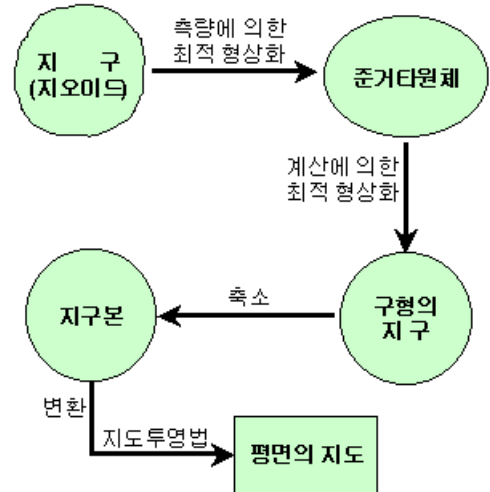 지 구
(지오이드)
측량에 의한
최적 형상화
준거타원체
계산에 의한
최적 형상화
구형의
지 구
축소
지구본
변환
지도투영법
평면의 지도